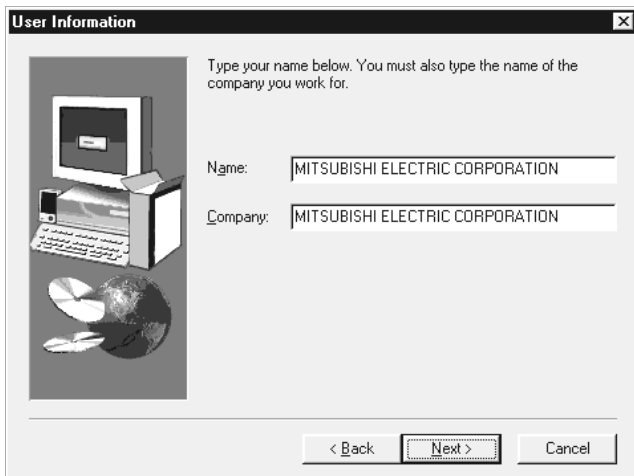 User Information
Type your name below. You must also type the name of the
company you work for.
Name: MITSUBISHI ELECTRIC CORPORATION
Company: MITSUBISHI ELECTRIC CORPORATION
< Back Next > Cancel